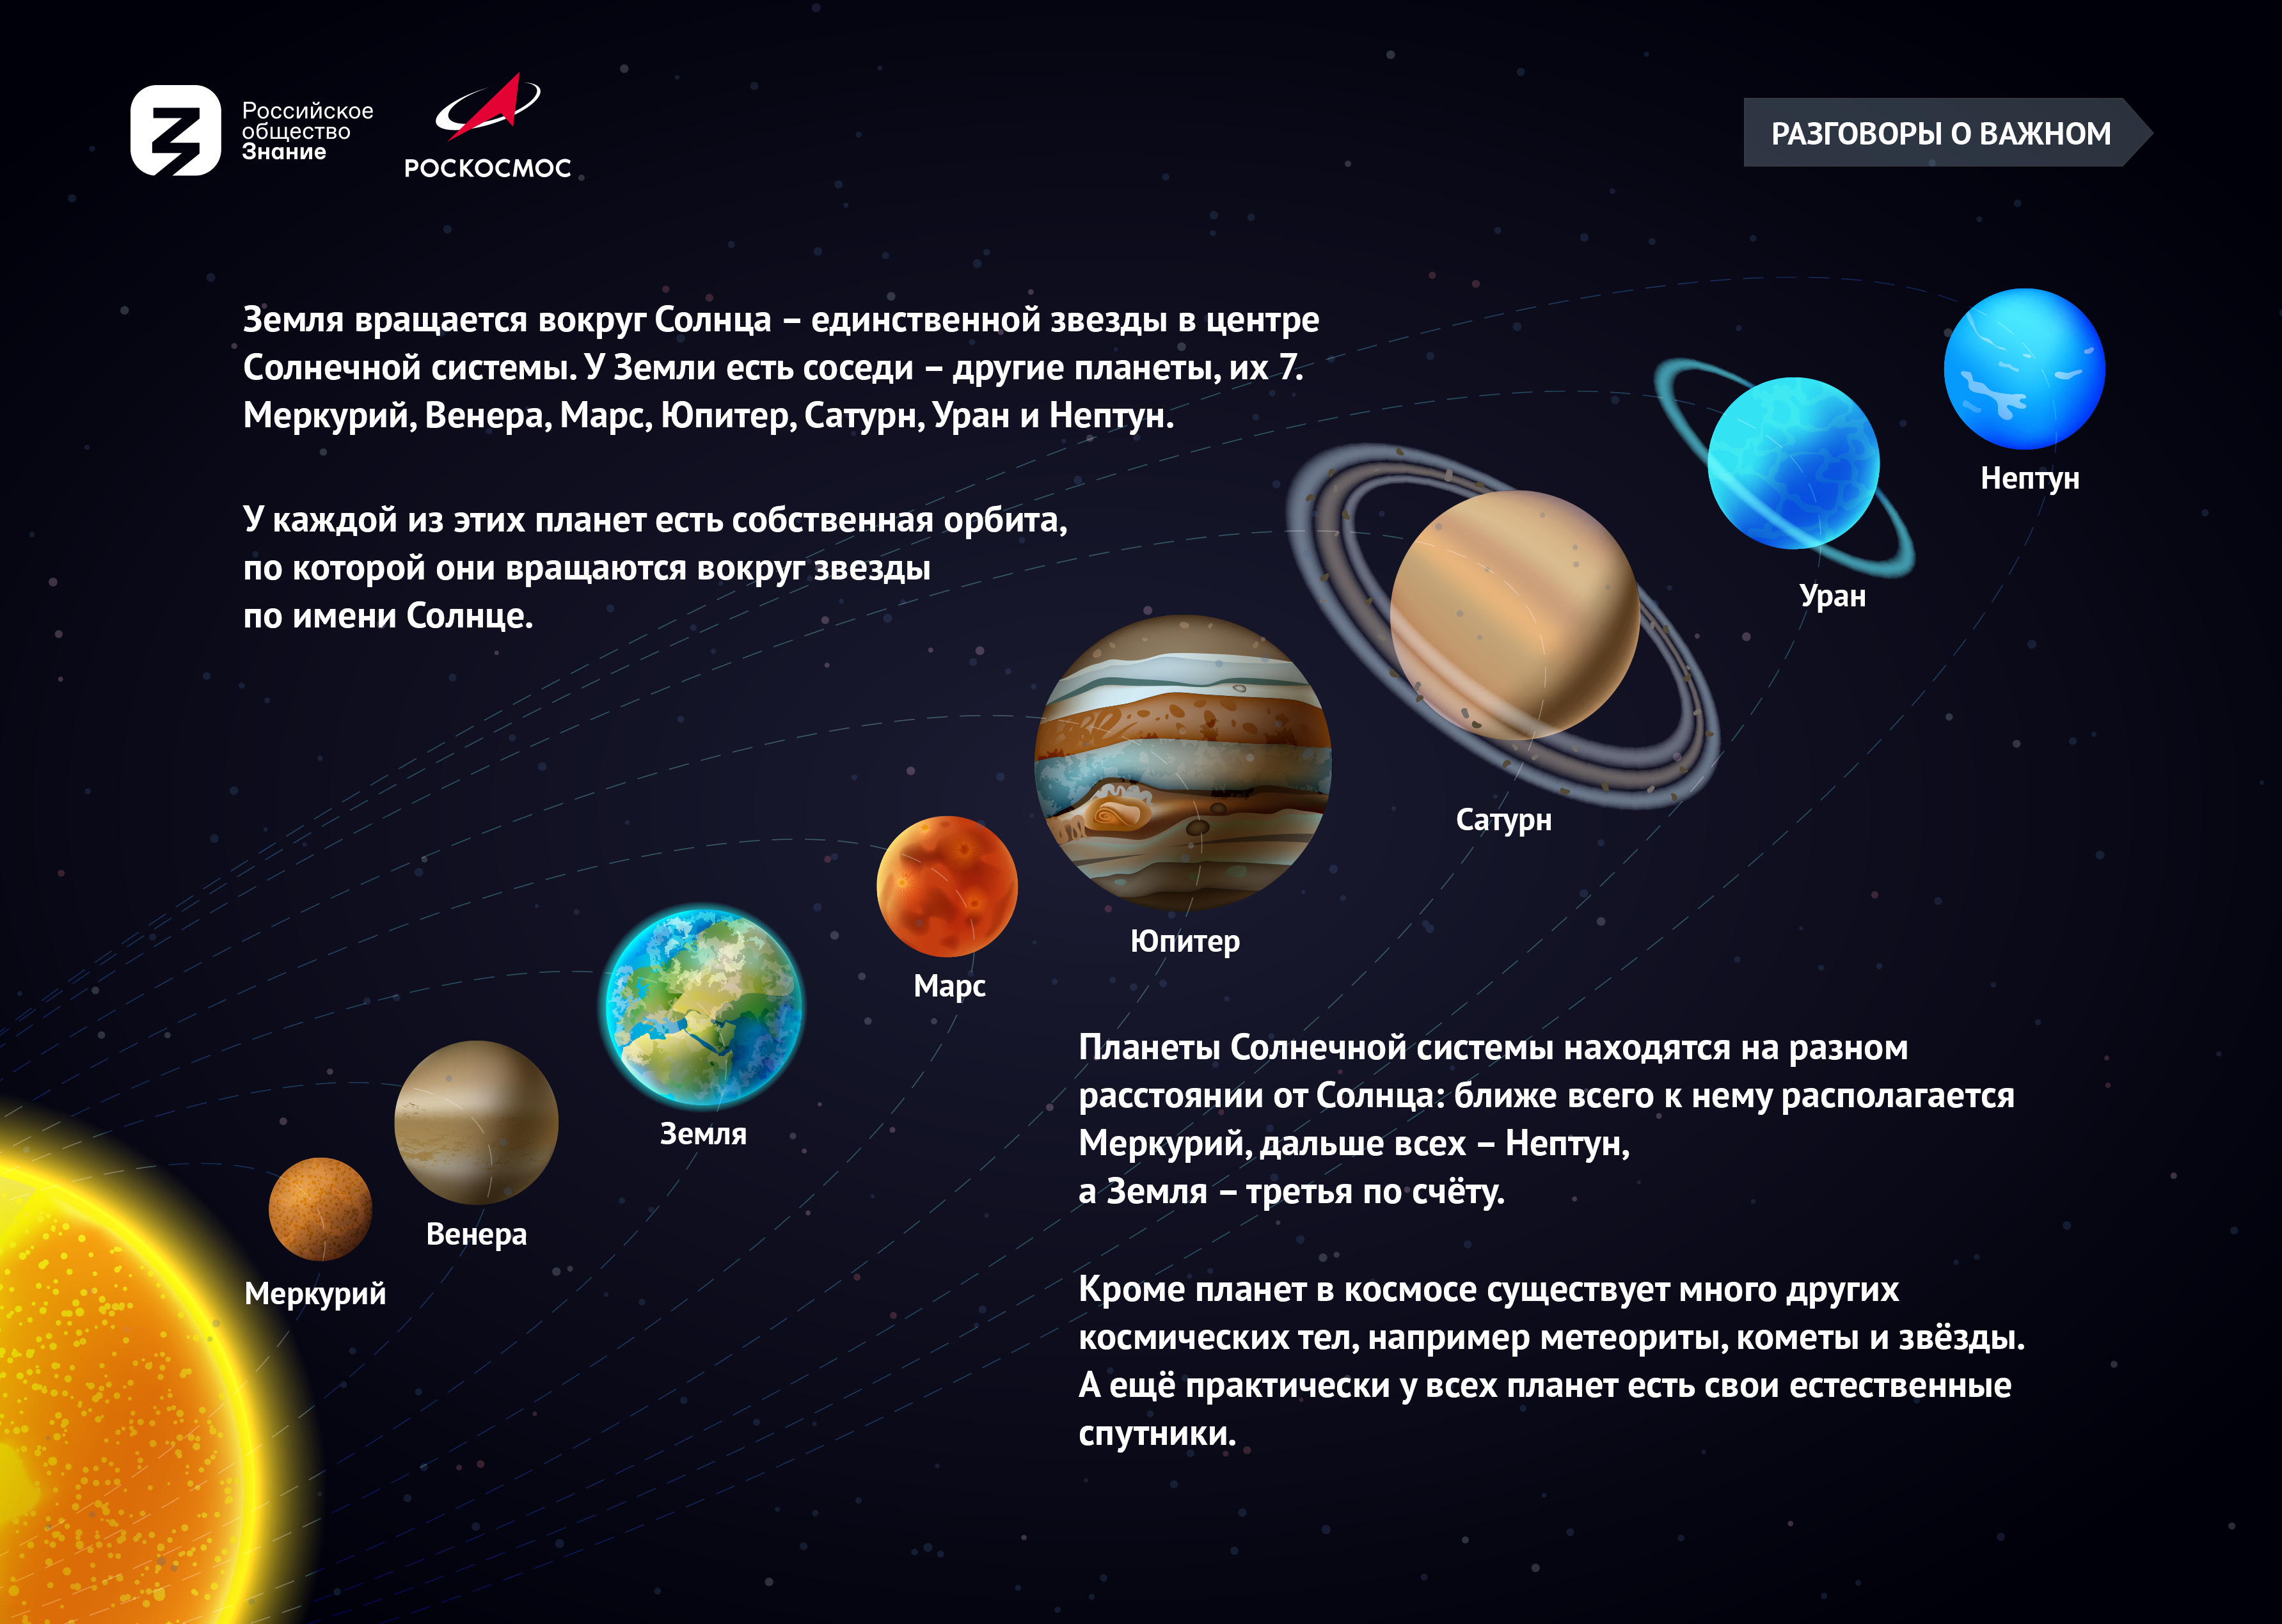 Российское
общество
Знание
РОСКОСМОС
РАЗГОВОРЫ О ВАЖНОМ
Земля вращается вокруг Солнца – единственной звезды в центре
Солнечной системы. У Земли есть соседи – другие планеты, их 7.
Меркурий, Венера, Марс, Юпитер, Сатурн, Уран и Нептун.
У каждой из этих планет есть собственная орбита,
по которой они вращаются вокруг звезды
по имени Солнце.
Нептун
Уран
Сатурн
Юпитер
Марс
Земля
Венера
Меркурий
Планеты Солнечной системы находятся на разном
расстоянии от Солнца: ближе всего к нему располагается
Меркурий, дальше всех – Нептун,
а Земля – третья по счёту.
Кроме планет в космосе существует много других
космических тел, например метеориты, кометы и звёзды.
А ещё практически у всех планет есть свои естественные
спутники.